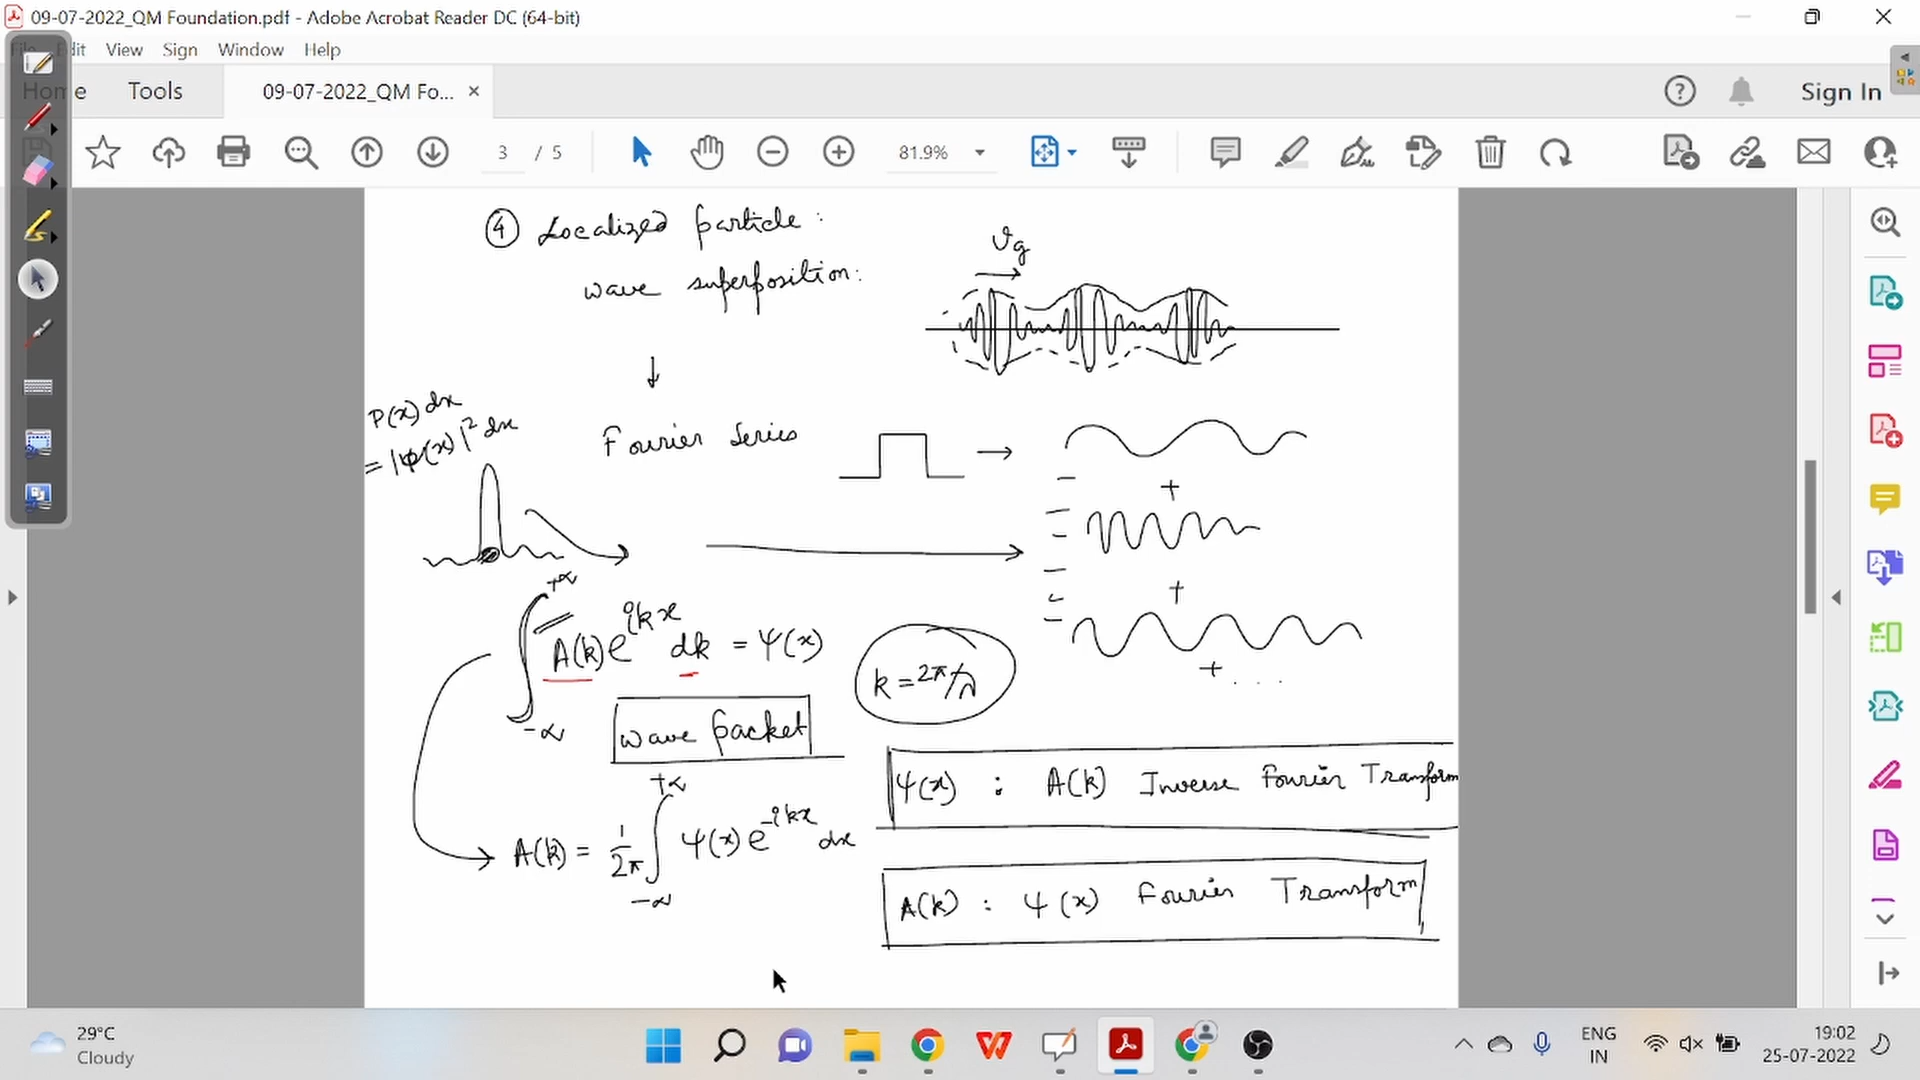 09-07-2022_QM Foundation.pdf - Adobe Acrobat Reader DC (64-bit)
Edit View Sign Window Help
Home Tools 09-07-2022_QM Fo... × Sign In
3 / 5 81.9%
④ Localized particle:
wave superposition:
vg
↓
P(x) dx
= |ψ(x)|² dx
Fourier Series
→
+
+
+ . . . .
∫_{-∝}^{+∝} A(k) e^{ikx} dk = ψ(x)
k = 2π/λ
wave packet
ψ(x) : A(k) Inverse Fourier Transform
A(k) = 1/2π ∫_{-∝}^{+∝} ψ(x) e^{-ikx} dx
A(k) : ψ(x) Fourier Transform
29°C
Cloudy
ENG
IN
19:02
25-07-2022